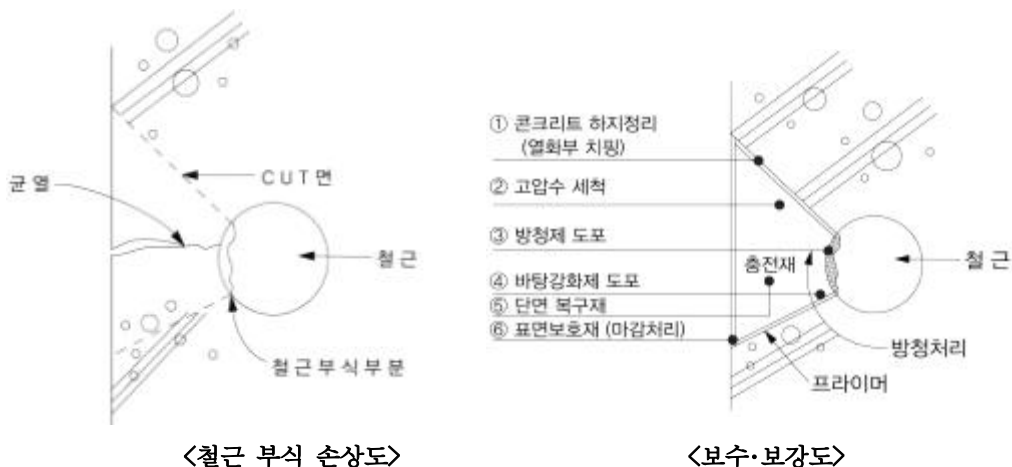 균열
CUT면
철근
철근부식부분
<철근 부식 손상도>
① 콘크리트 하지정리
(열화부 치핑)
② 고압수 세척
③ 방청제 도포
충전재
④ 바탕강화제 도포
⑤ 단면 복구재
⑥ 표면보호재 (마감처리)
철근
방청처리
프라이머
<보수·보강도>